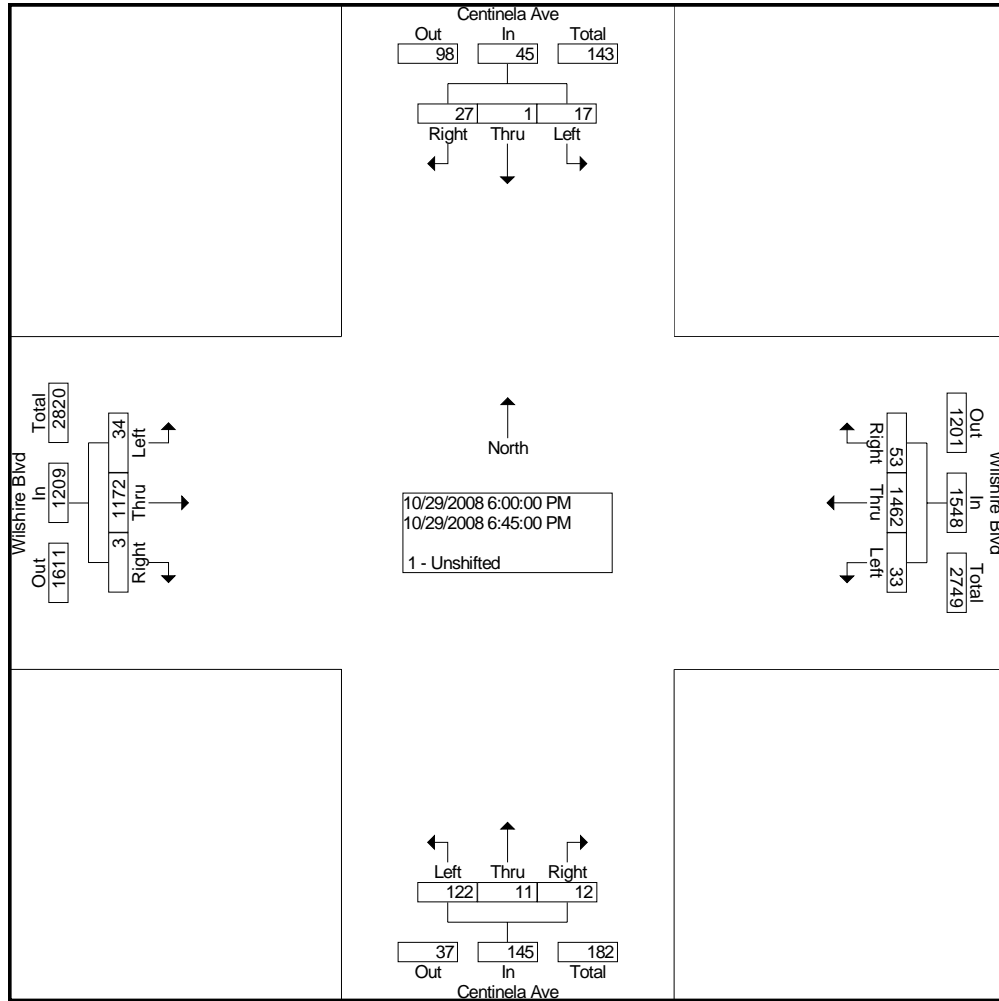 Centinela Ave
Out In Total
98 45 143
27 1 17
Right Thru Left
Wilshire Blvd
Total In Out
2820 1209 1611
34 1172 3
Left Thru Right
North
10/29/2008 6:00:00 PM
10/29/2008 6:45:00 PM
1 - Unshifted
Right Thru Left
53 1462 33
1201 1548 2749
Out In Total
Wilshire Blvd
Left Thru Right
122 11 12
37 145 182
Out In Total
Centinela Ave